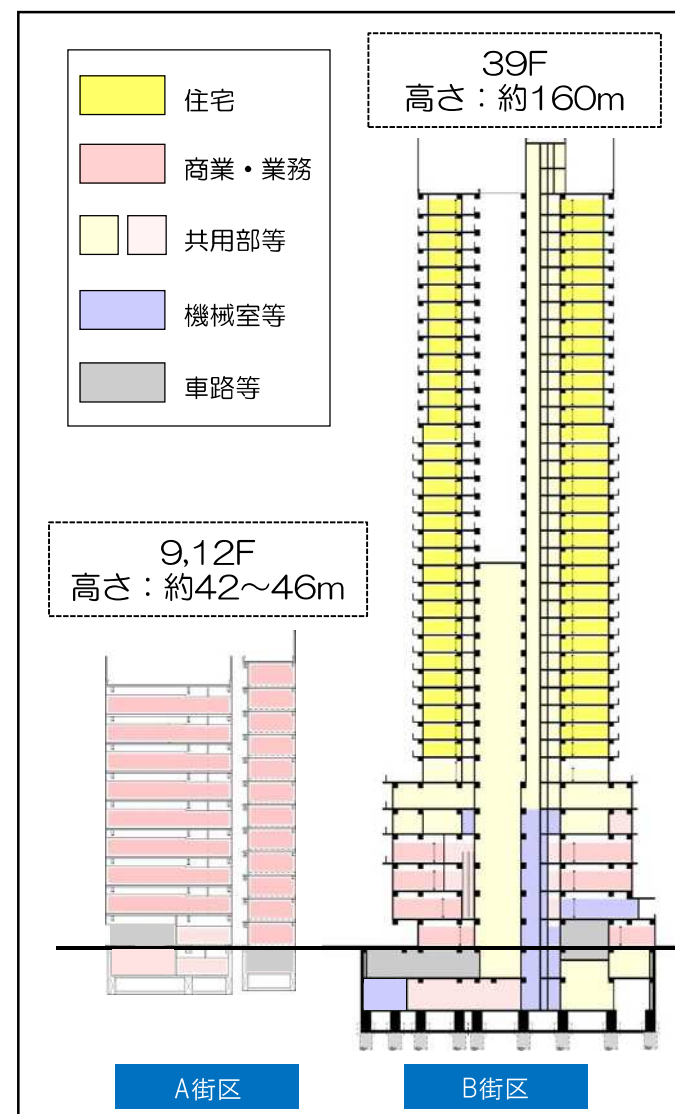 39F
高さ：約160m
住宅
商業・業務
共用部等
機械室等
車路等
9,12F
高さ：約42～46m
A街区
B街区